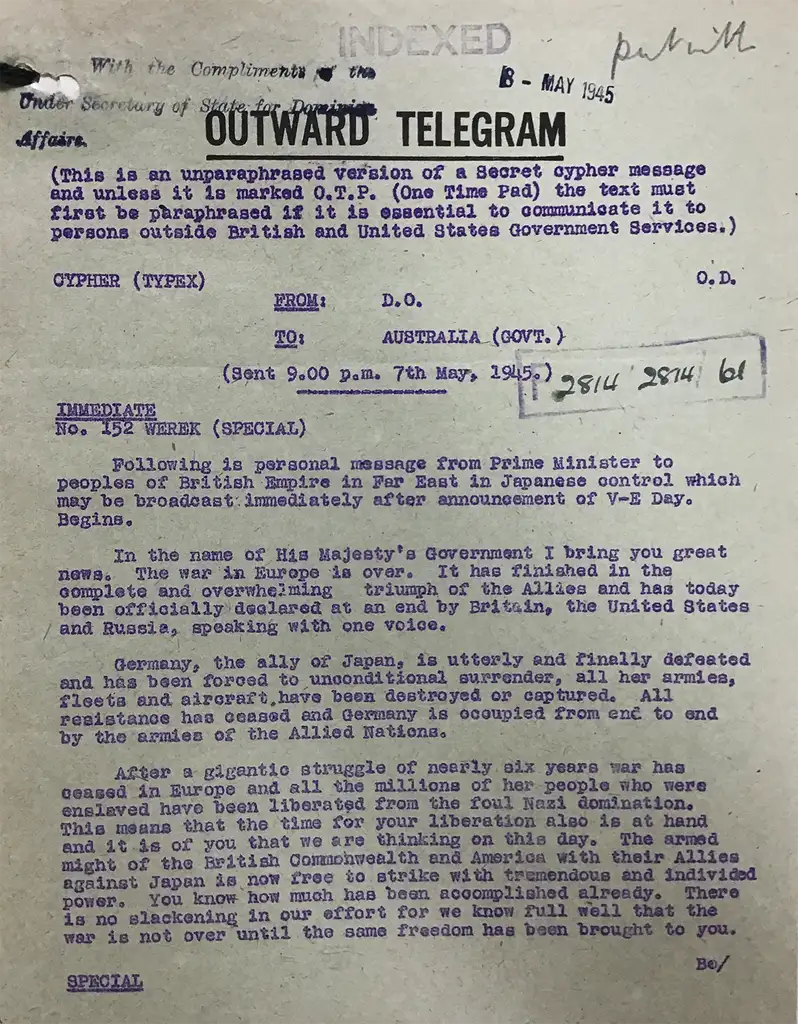 INDEXED
put with
With the Compliments of the
8 - MAY 1945
Under Secretary of State for Dominion
Affairs.
OUTWARD TELEGRAM
(This is an unparaphrased version of a Secret cypher message
and unless it is marked O.T.P. (One Time Pad) the text must
first be paraphrased if it is essential to communicate it to
persons outside British and United States Government Services.)
CYPHER (TYPEX)
O.D.
FROM: D.O.
TO: AUSTRALIA (GOVT.)
(Sent 9.00 p.m. 7th May, 1945.)
I 2814 2814 61
IMMEDIATE
No. 152 WEREK (SPECIAL)
Following is personal message from Prime Minister to
peoples of British Empire in Far East in Japanese control which
may be broadcast immediately after announcement of V-E Day.
Begins.
In the name of His Majesty's Government I bring you great
news. The war in Europe is over. It has finished in the
complete and overwhelming triumph of the Allies and has today
been officially declared at an end by Britain, the United States
and Russia, speaking with one voice.
Germany, the ally of Japan, is utterly and finally defeated
and has been forced to unconditional surrender, all her armies,
fleets and aircraft have been destroyed or captured. All
resistance has ceased and Germany is occupied from end to end
by the armies of the Allied Nations.
After a gigantic struggle of nearly six years war has
ceased in Europe and all the millions of her people who were
enslaved have been liberated from the foul Nazi domination.
This means that the time for your liberation also is at hand
and it is of you that we are thinking on this day. The armed
might of the British Commonwealth and America with their Allies
against Japan is now free to strike with tremendous and individed
power. You know how much has been accomplished already. There
is no slackening in our effort for we know full well that the
war is not over until the same freedom has been brought to you.
Be/
SPECIAL